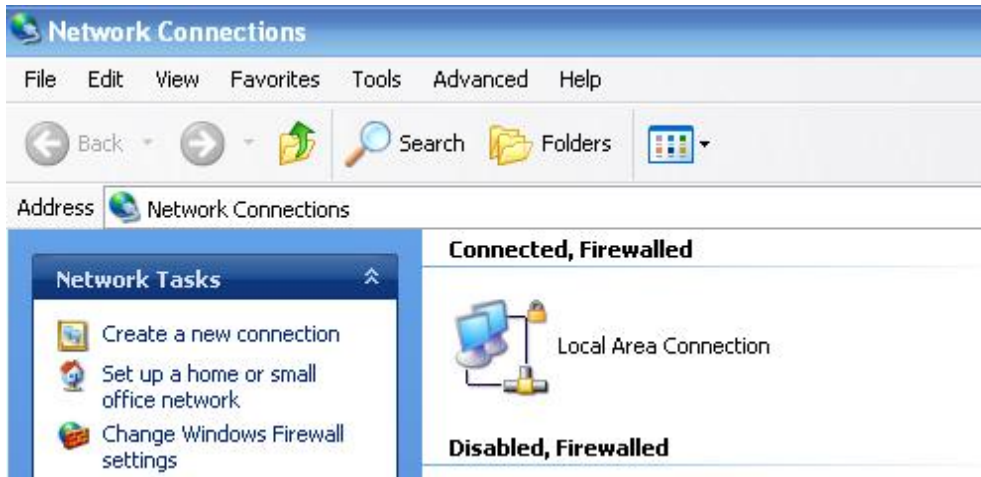 Network Connections
File Edit View Favorites Tools Advanced Help
Back Search Folders
Address Network Connections
Network Tasks
Create a new connection
Set up a home or small
office network
Change Windows Firewall
settings
Connected, Firewalled
Local Area Connection
Disabled, Firewalled